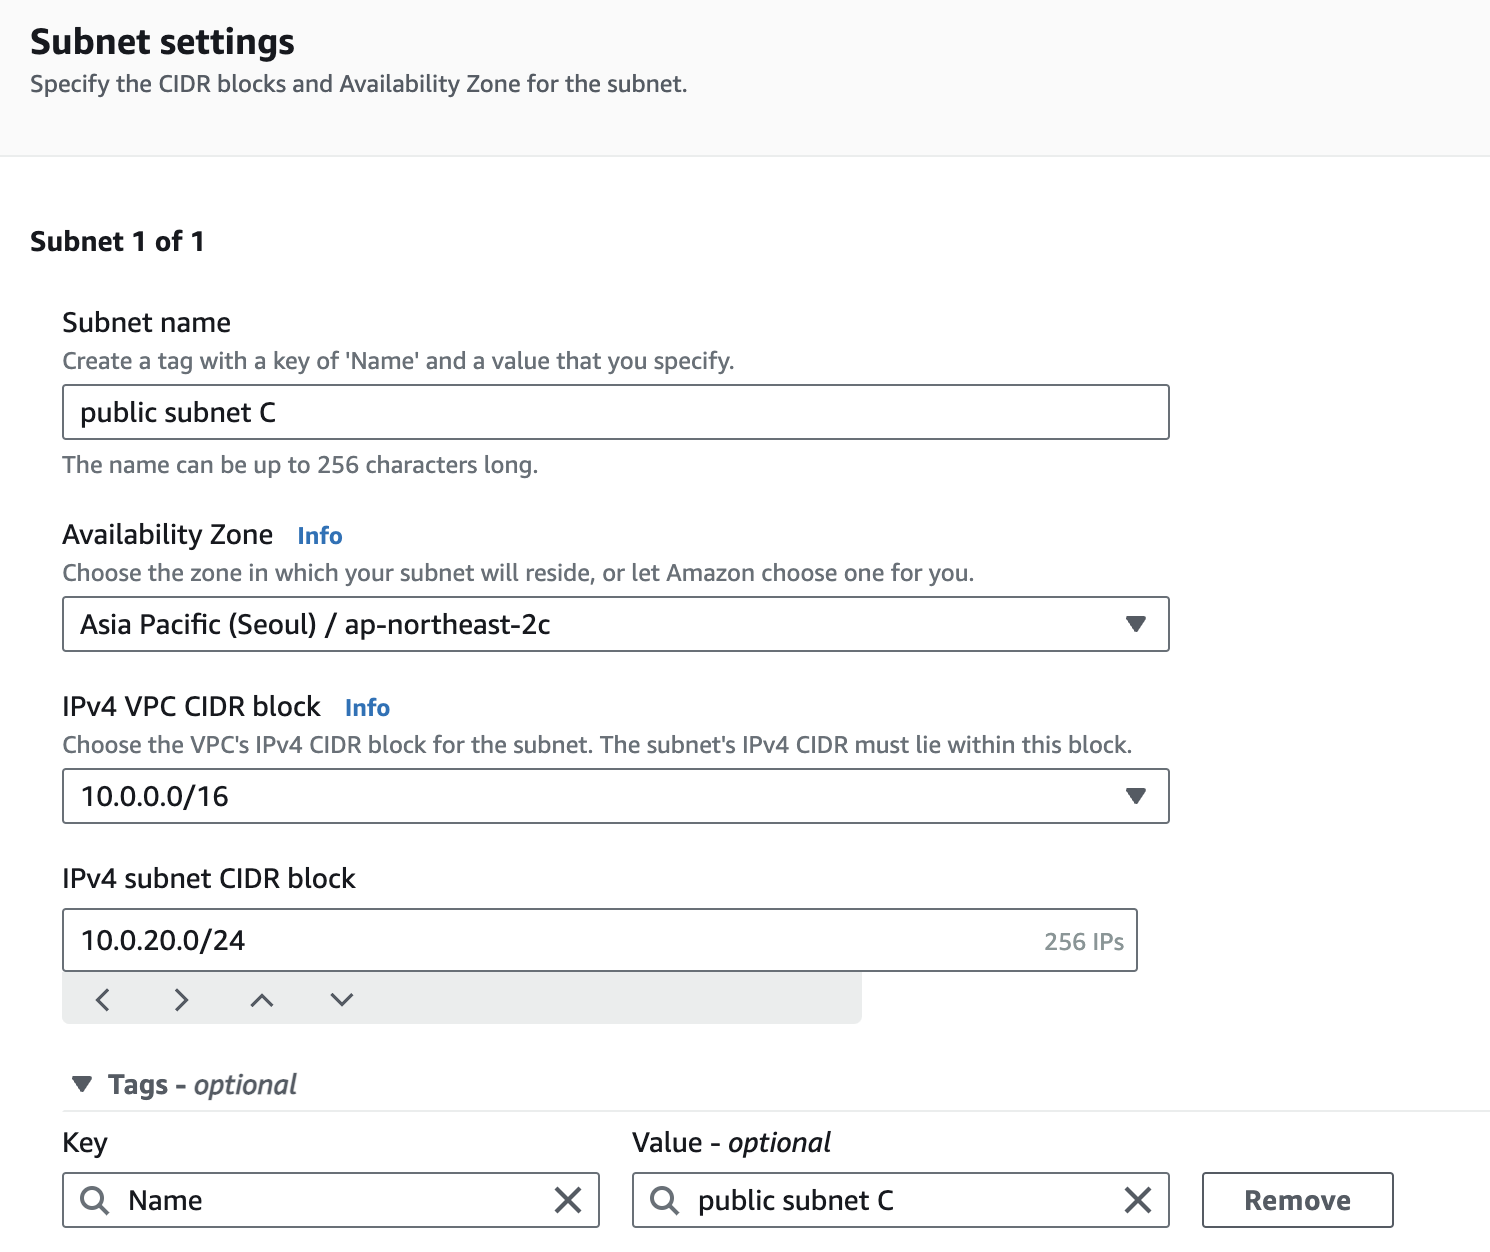 Subnet settings
Specify the CIDR blocks and Availability Zone for the subnet.
Subnet 1 of 1
Subnet name
Create a tag with a key of 'Name' and a value that you specify.
public subnet C
The name can be up to 256 characters long.
Availability Zone Info
Choose the zone in which your subnet will reside, or let Amazon choose one for you.
Asia Pacific (Seoul) / ap-northeast-2c
IPv4 VPC CIDR block Info
Choose the VPC's IPv4 CIDR block for the subnet. The subnet's IPv4 CIDR must lie within this block.
10.0.0.0/16
IPv4 subnet CIDR block
10.0.20.0/24 256 IPs
Tags - optional
Key Value - optional
Name public subnet C Remove